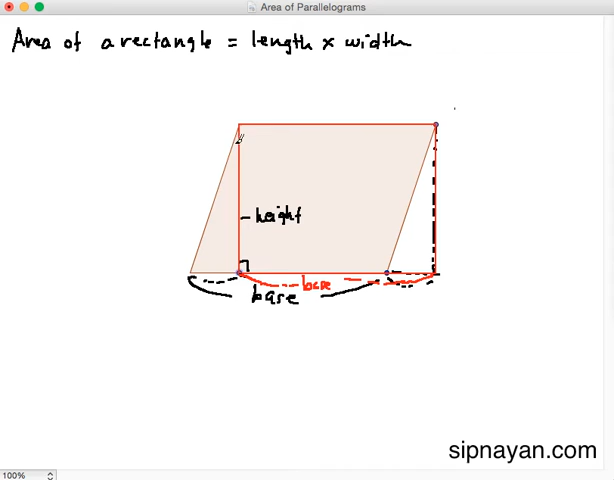 Area of Parallelograms
Area of a rectangle = length x width
height
base
base
sipnayan.com
100%